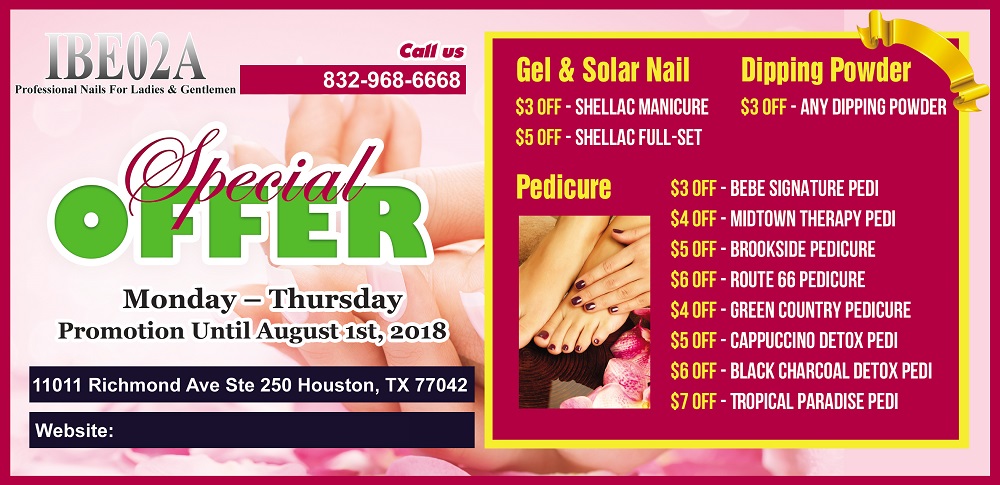 IBE02A
Professional Nails For Ladies & Gentlemen
Call us
832-968-6668
Special
OFFER
Monday – Thursday
Promotion Until August 1st, 2018
11011 Richmond Ave Ste 250 Houston, TX 77042
Website:
Gel & Solar Nail
$3 OFF - SHELLAC MANICURE
$5 OFF - SHELLAC FULL-SET
Dipping Powder
$3 OFF - ANY DIPPING POWDER
Pedicure
$3 OFF - BEBE SIGNATURE PEDI
$4 OFF - MIDTOWN THERAPY PEDI
$5 OFF - BROOKSIDE PEDICURE
$6 OFF - ROUTE 66 PEDICURE
$4 OFF - GREEN COUNTRY PEDICURE
$5 OFF - CAPPUCCINO DETOX PEDI
$6 OFF - BLACK CHARCOAL DETOX PEDI
$7 OFF - TROPICAL PARADISE PEDI